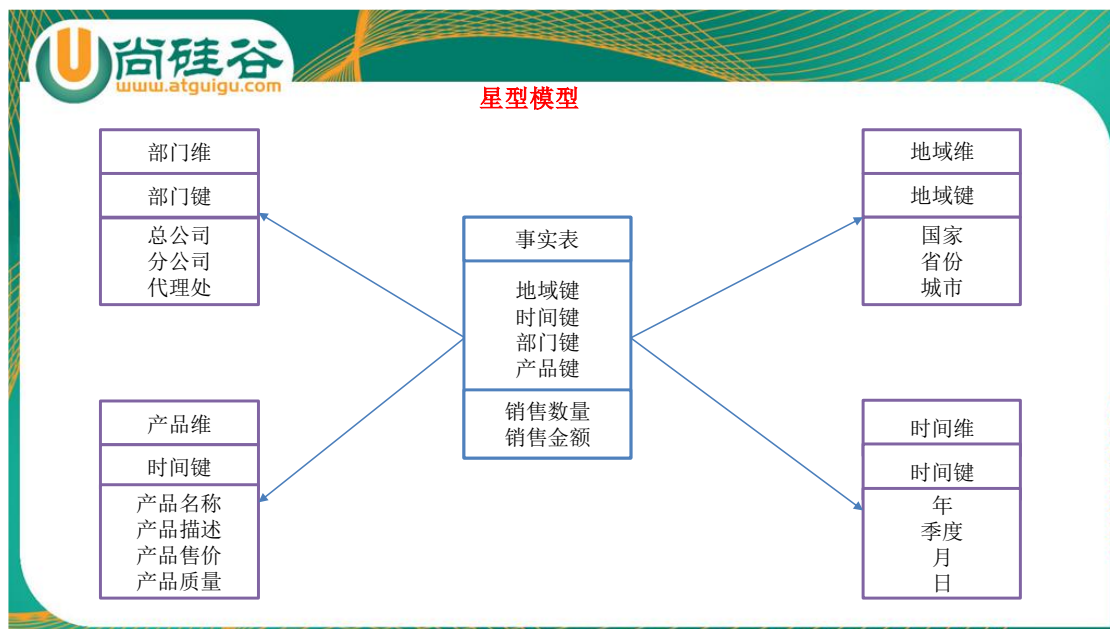 尚硅谷
www.atguigu.com
星型模型
部门维
部门键
总公司
分公司
代理处
地域维
地域键
国家
省份
城市
事实表
地域键
时间键
部门键
产品键
销售数量
销售金额
产品维
时间键
产品名称
产品描述
产品售价
产品质量
时间维
时间键
年
季度
月
日